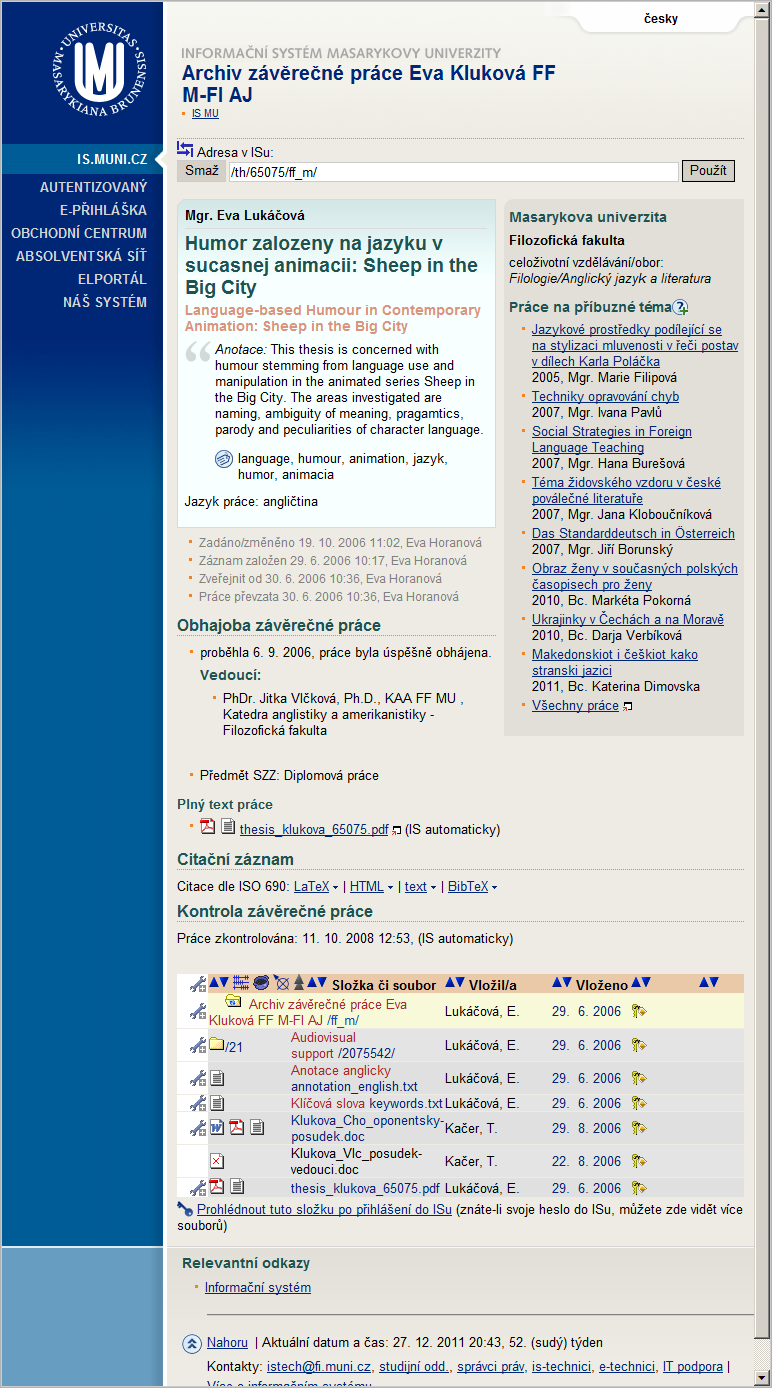 česky
UNIVERSITAS MASARYKIANA BRUNENSIS
INFORMAČNÍ SYSTÉM MASARYKOVY UNIVERZITY
Archiv závěrečné práce Eva Kluková FF
M-FI AJ
IS MU
IS.MUNI.CZ
AUTENTIZOVANÝ
E-PŘIHLÁŠKA
OBCHODNÍ CENTRUM
ABSOLVENTSKÁ SÍŤ
ELPORTÁL
NÁŠ SYSTÉM
Adresa v ISu:
Smaž /th/65075/ff_m/ Použít
Mgr. Eva Lukáčová
Humor zalozeny na jazyku v
sucasnej animacii: Sheep in the
Big City
Language-based Humour in Contemporary
Animation: Sheep in the Big City
Anotace: This thesis is concerned with
humour stemming from language use and
manipulation in the animated series Sheep in
the Big City. The areas investigated are
naming, ambiguity of meaning, pragamtics,
parody and peculiarities of character language.
language, humour, animation, jazyk,
humor, animacia
Jazyk práce: angličtina
Zadáno/změněno 19. 10. 2006 11:02, Eva Horanová
Záznam založen 29. 6. 2006 10:17, Eva Horanová
Zveřejnit od 30. 6. 2006 10:36, Eva Horanová
Práce převzata 30. 6. 2006 10:36, Eva Horanová
Masarykova univerzita
Filozofická fakulta
celoživotní vzdělávání/obor:
Filologie/Anglický jazyk a literatura
Práce na příbuzné téma
Jazykové prostředky podílející se
na stylizaci mluvenosti v řeči postav
v dílech Karla Poláčka
2005, Mgr. Marie Filipová
Techniky opravování chyb
2007, Mgr. Ivana Pavlů
Social Strategies in Foreign
Language Teaching
2007, Mgr. Hana Burešová
Téma židovského vzdoru v české
poválečné literatuře
2007, Mgr. Jana Kloboučníková
Das Standarddeutsch in Österreich
2007, Mgr. Jiří Borunský
Obraz ženy v současných polských
časopisech pro ženy
2010, Bc. Markéta Pokorná
Ukrajinky v Čechách a na Moravě
2010, Bc. Darja Verbíková
Makedonskiot i češkiot kako
stranski jazici
2011, Bc. Katerina Dimovska
Všechny práce
Obhajoba závěrečné práce
proběhla 6. 9. 2006, práce byla úspěšně obhájena.
Vedoucí:
PhDr. Jitka Vlčková, Ph.D., KAA FF MU ,
Katedra anglistiky a amerikanistiky -
Filozofická fakulta
Předmět SZZ: Diplomová práce
Plný text práce
thesis_klukova_65075.pdf (IS automaticky)
Citační záznam
Citace dle ISO 690: LaTeX | HTML | text | BibTeX
Kontrola závěrečné práce
Práce zkontrolována: 11. 10. 2008 12:53, (IS automaticky)
Složka či soubor Vložil/a Vloženo
Archiv závěrečné práce Eva
Kluková FF M-FI AJ /ff_m/ Lukáčová, E. 29. 6. 2006
/21 Audiovisual
support /2075542/ Lukáčová, E. 29. 6. 2006
Anotace anglicky
annotation_english.txt Lukáčová, E. 29. 6. 2006
Klíčová slova keywords.txt Lukáčová, E. 29. 6. 2006
Klukova_Cho_oponentsky-
posudek.doc Kačer, T. 29. 8. 2006
Klukova_Vlc_posudek-
vedouci.doc Kačer, T. 22. 8. 2006
thesis_klukova_65075.pdf Lukáčová, E. 29. 6. 2006
Prohlédnout tuto složku po přihlášení do ISu (znáte-li svoje heslo do ISu, můžete zde vidět více
souborů)
Relevantní odkazy
Informační systém
Nahoru | Aktuální datum a čas: 27. 12. 2011 20:43, 52. (sudý) týden
Kontakty: istech@fi.muni.cz, studijní odd., správci práv, is-technici, e-technici, IT podpora |
Více o informačním systému